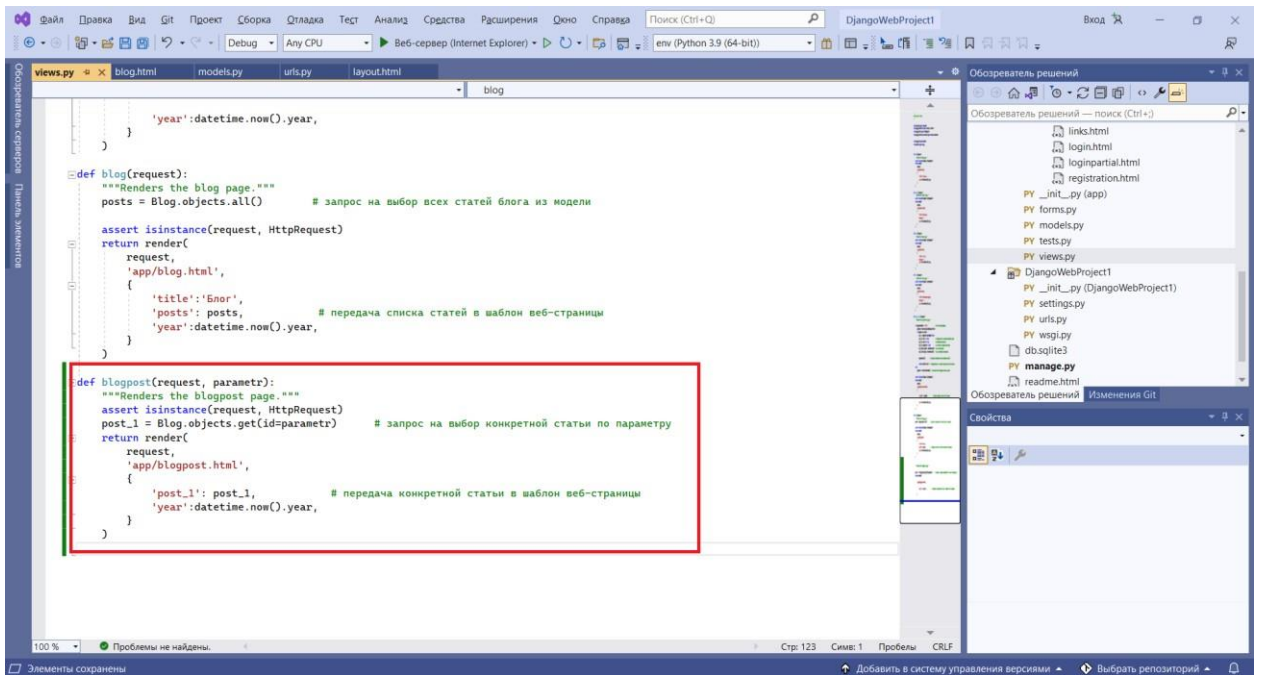 Файл Правка Вид Git Проект Сборка Отладка Тест Анализ Средства Расширения Окно Справка Поиск (Ctrl+Q) DjangoWebProject1 Вход
Debug Any CPU Веб-сервер (Internet Explorer) env (Python 3.9 (64-bit))
Обозреватель серверов
Панель элементов
views.py blog.html models.py urls.py layout.html
blog
'year':datetime.now().year,
}
)
def blog(request):
"""Renders the blog page."""
posts = Blog.objects.all() # запрос на выбор всех статей блога из модели
assert isinstance(request, HttpRequest)
return render(
request,
'app/blog.html',
{
'title':'Блог',
'posts': posts, # передача списка статей в шаблон веб-страницы
'year':datetime.now().year,
}
)
def blogpost(request, parametr):
"""Renders the blogpost page."""
assert isinstance(request, HttpRequest)
post_1 = Blog.objects.get(id=parametr) # запрос на выбор конкретной статьи по параметру
return render(
request,
'app/blogpost.html',
{
'post_1': post_1, # передача конкретной статьи в шаблон веб-страницы
'year':datetime.now().year,
}
)
100 % Проблемы не найдены. Стр: 123 Симв: 1 Пробелы CRLF
Обозреватель решений
Обозреватель решений — поиск (Ctrl+;)
links.html
login.html
loginpartial.html
registration.html
PY __init__.py (app)
PY forms.py
PY models.py
PY tests.py
PY views.py
DjangoWebProject1
PY __init__.py (DjangoWebProject1)
PY settings.py
PY urls.py
PY wsgi.py
db.sqlite3
PY manage.py
readme.html
Обозреватель решений Изменения Git
Свойства
Элементы сохранены Добавить в систему управления версиями Выбрать репозиторий